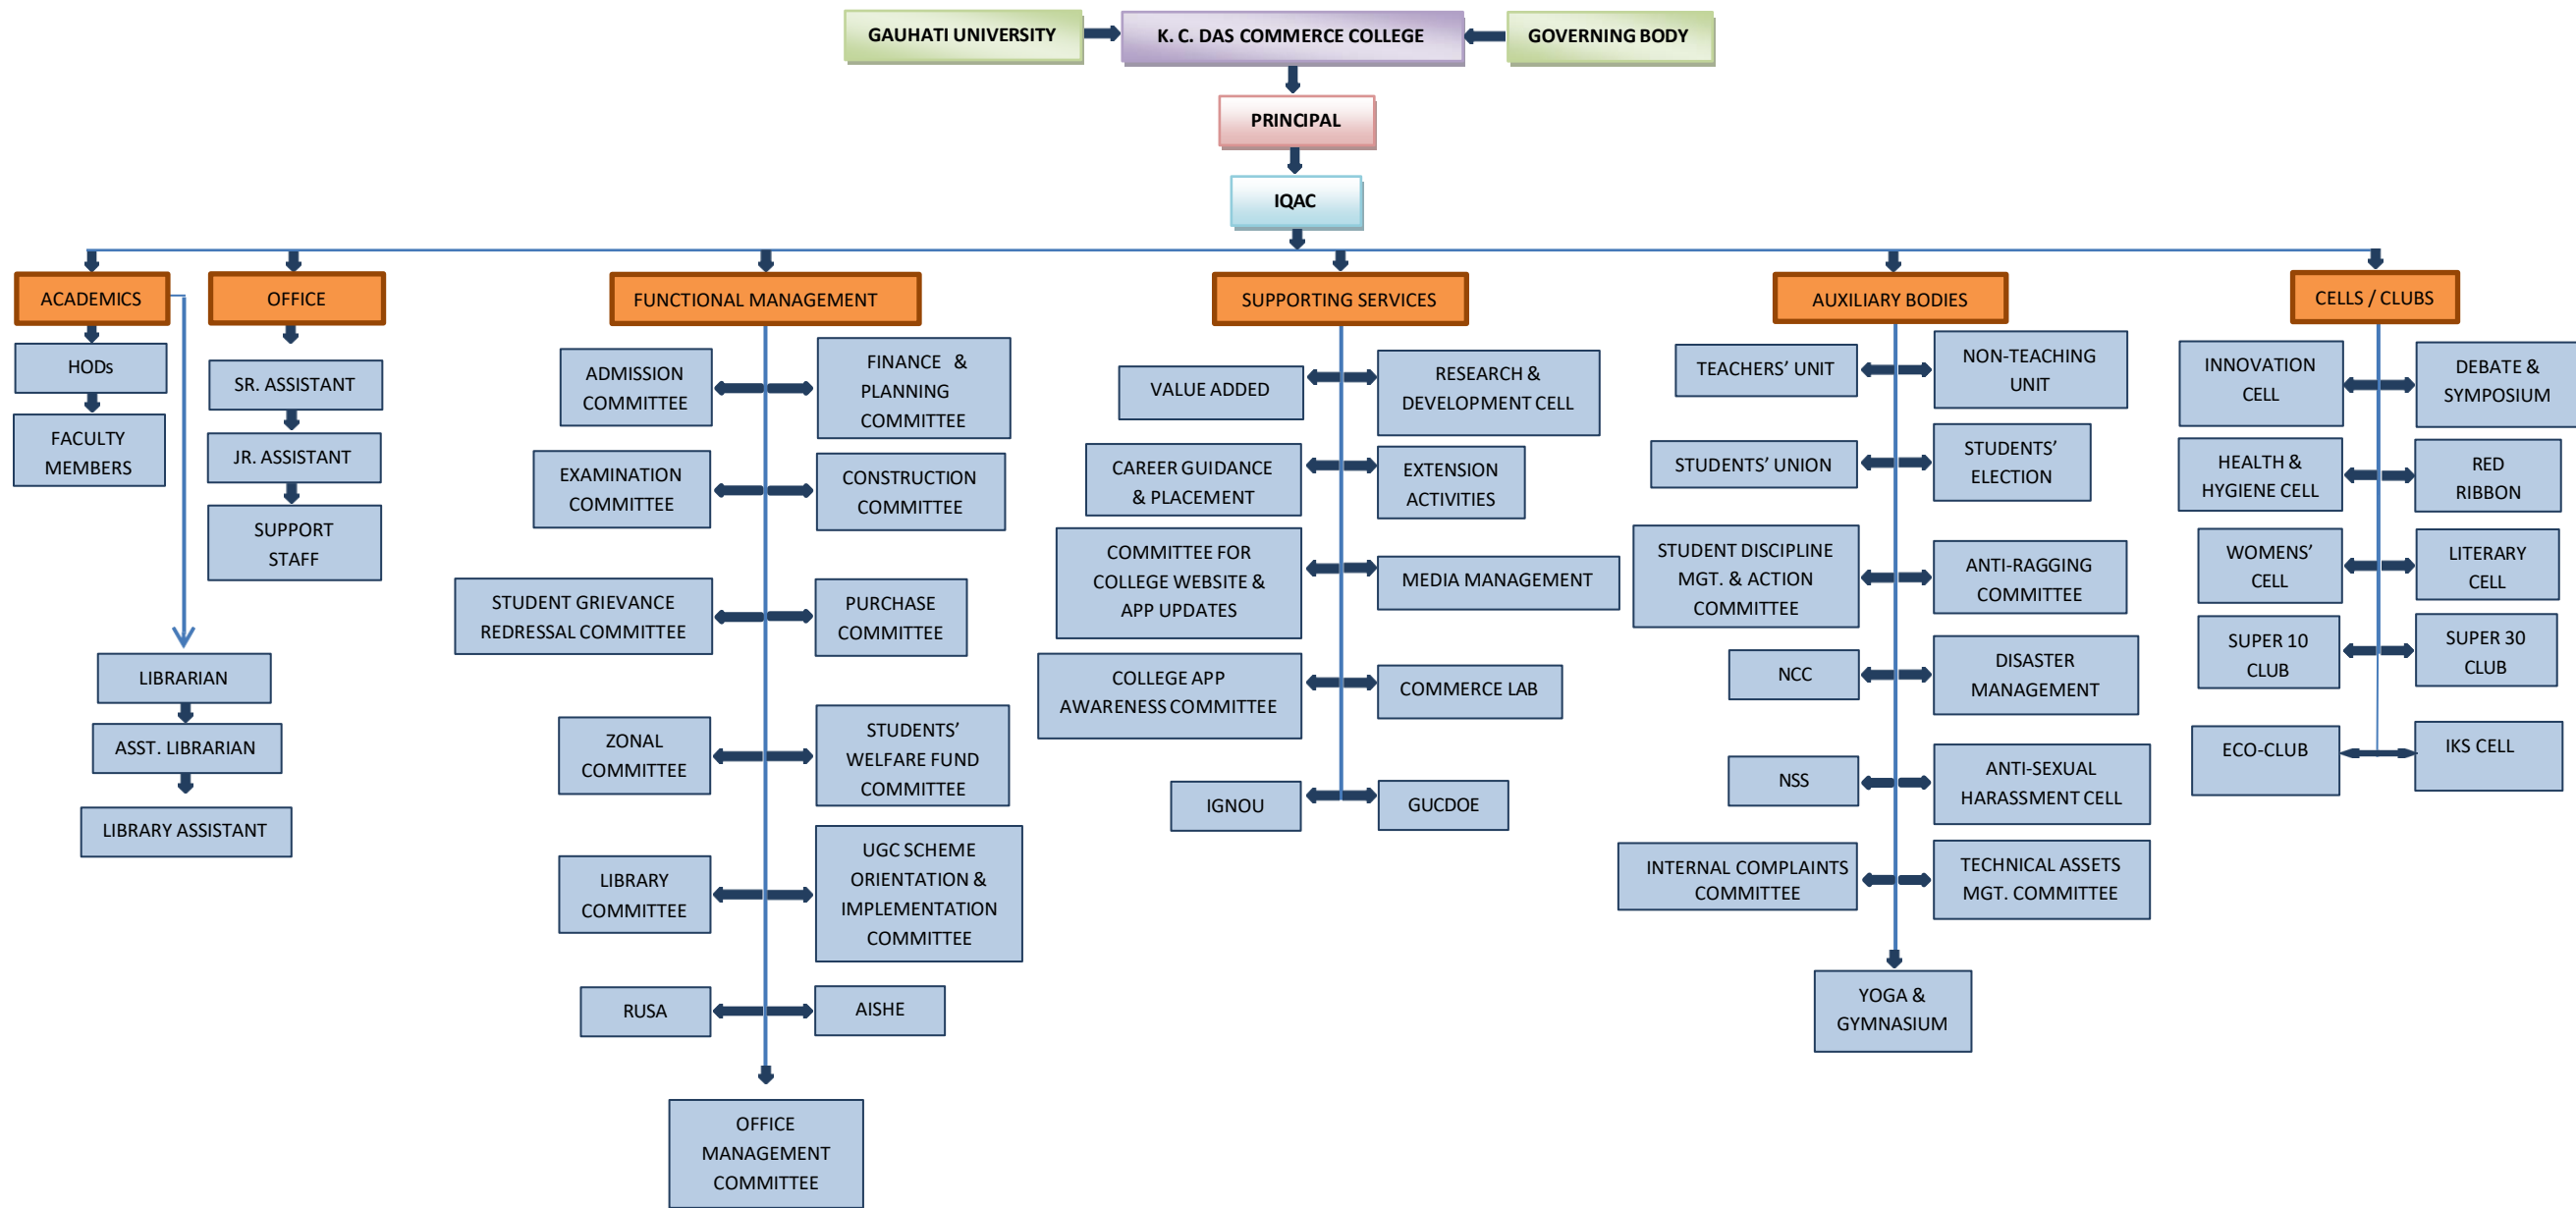 GAUHATI UNIVERSITY
K. C. DAS COMMERCE COLLEGE
GOVERNING BODY
PRINCIPAL
IQAC
ACADEMICS
HODs
FACULTY
MEMBERS
LIBRARIAN
ASST. LIBRARIAN
LIBRARY ASSISTANT
OFFICE
SR. ASSISTANT
JR. ASSISTANT
SUPPORT
STAFF
FUNCTIONAL MANAGEMENT
ADMISSION
COMMITTEE
FINANCE &
PLANNING
COMMITTEE
EXAMINATION
COMMITTEE
CONSTRUCTION
COMMITTEE
STUDENT GRIEVANCE
REDRESSAL COMMITTEE
PURCHASE
COMMITTEE
ZONAL
COMMITTEE
STUDENTS’
WELFARE FUND
COMMITTEE
LIBRARY
COMMITTEE
UGC SCHEME
ORIENTATION &
IMPLEMENTATION
COMMITTEE
RUSA
AISHE
OFFICE
MANAGEMENT
COMMITTEE
SUPPORTING SERVICES
VALUE ADDED
RESEARCH &
DEVELOPMENT CELL
CAREER GUIDANCE
& PLACEMENT
EXTENSION
ACTIVITIES
COMMITTEE FOR
COLLEGE WEBSITE &
APP UPDATES
MEDIA MANAGEMENT
COLLEGE APP
AWARENESS COMMITTEE
COMMERCE LAB
IGNOU
GUCDOE
AUXILIARY BODIES
TEACHERS’ UNIT
NON-TEACHING
UNIT
STUDENTS’ UNION
STUDENTS’
ELECTION
STUDENT DISCIPLINE
MGT. & ACTION
COMMITTEE
ANTI-RAGGING
COMMITTEE
NCC
DISASTER
MANAGEMENT
NSS
ANTI-SEXUAL
HARASSMENT CELL
INTERNAL COMPLAINTS
COMMITTEE
TECHNICAL ASSETS
MGT. COMMITTEE
YOGA &
GYMNASIUM
CELLS / CLUBS
INNOVATION
CELL
DEBATE &
SYMPOSIUM
HEALTH &
HYGIENE CELL
RED
RIBBON
WOMENS’
CELL
LITERARY
CELL
SUPER 10
CLUB
SUPER 30
CLUB
ECO-CLUB
IKS CELL